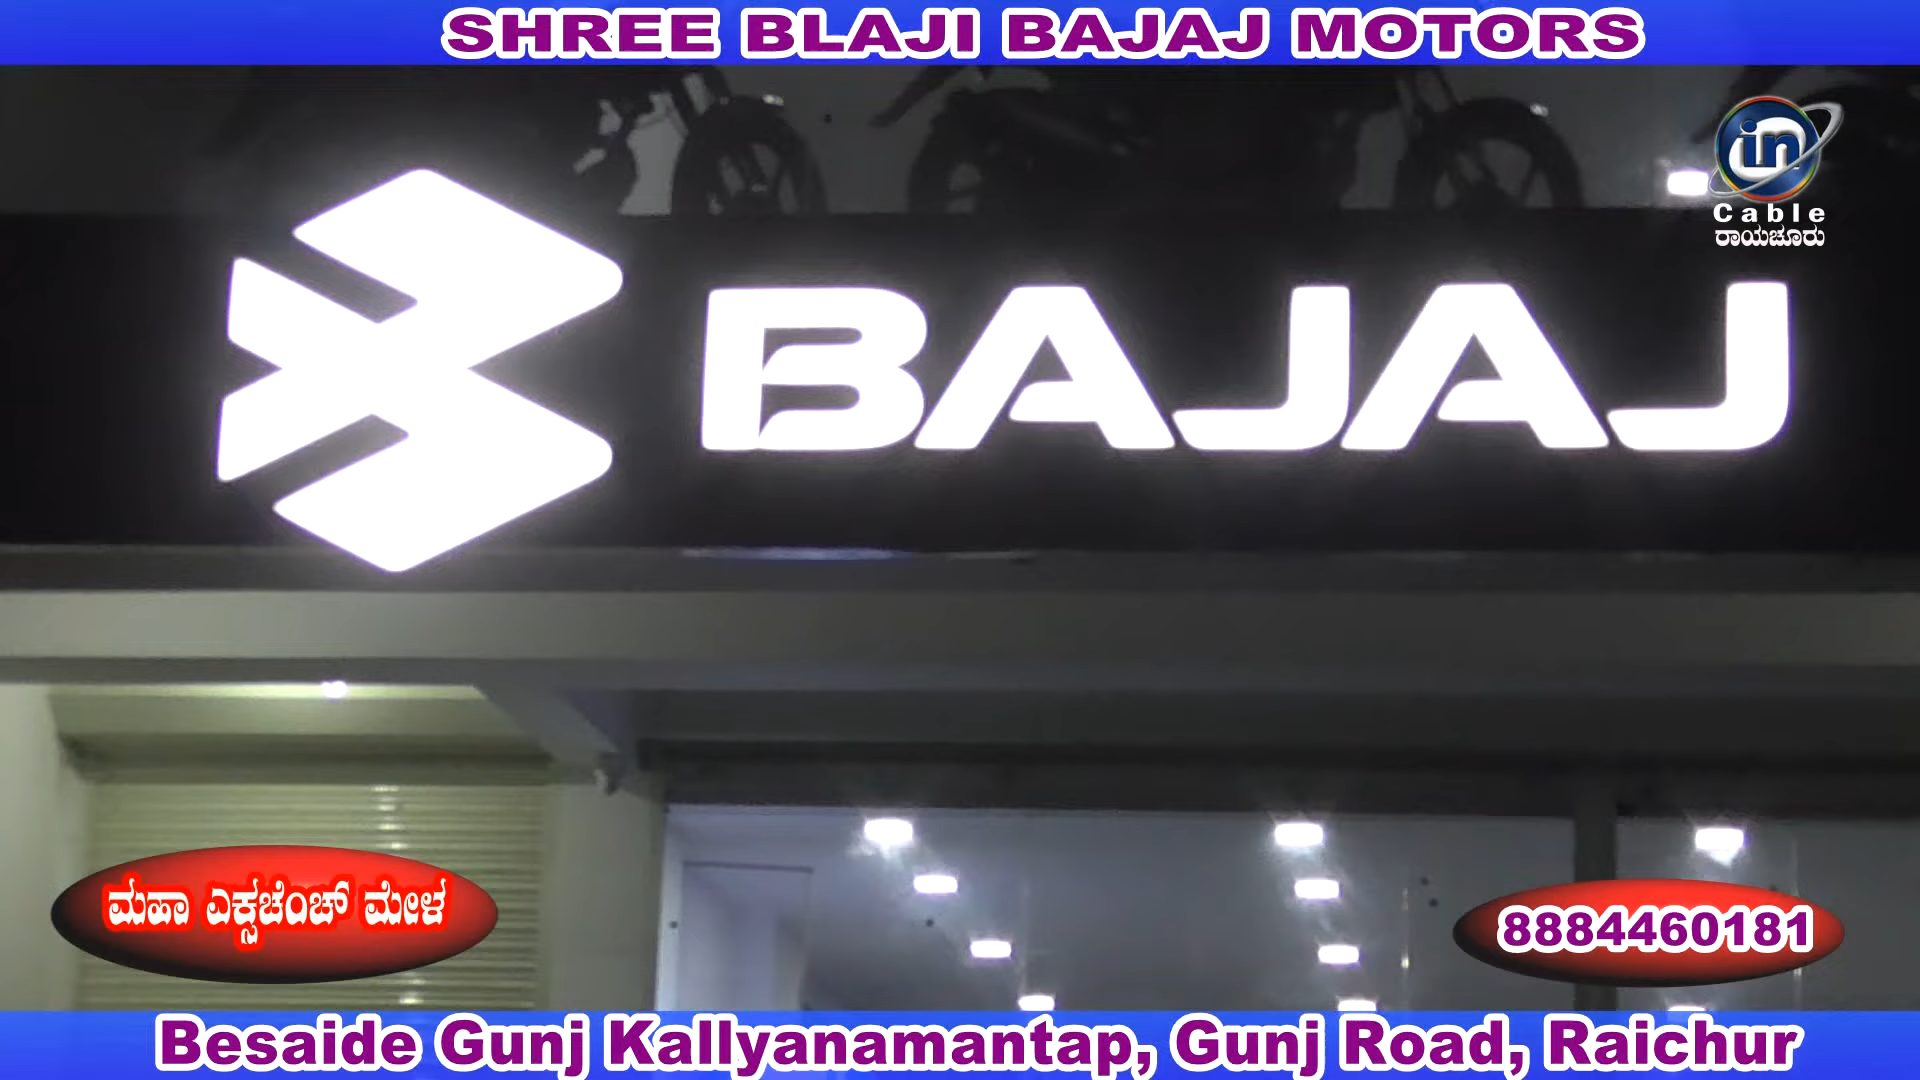 SHREE BLAJI BAJAJ MOTORS
in
Cable
ರಾಯಚೂರು
BAJAJ
ಮಹಾ ಎಕ್ಸಚೆಂಚ್ ಮೇಳ
8884460181
Besaide Gunj Kallyanamantap, Gunj Road, Raichur